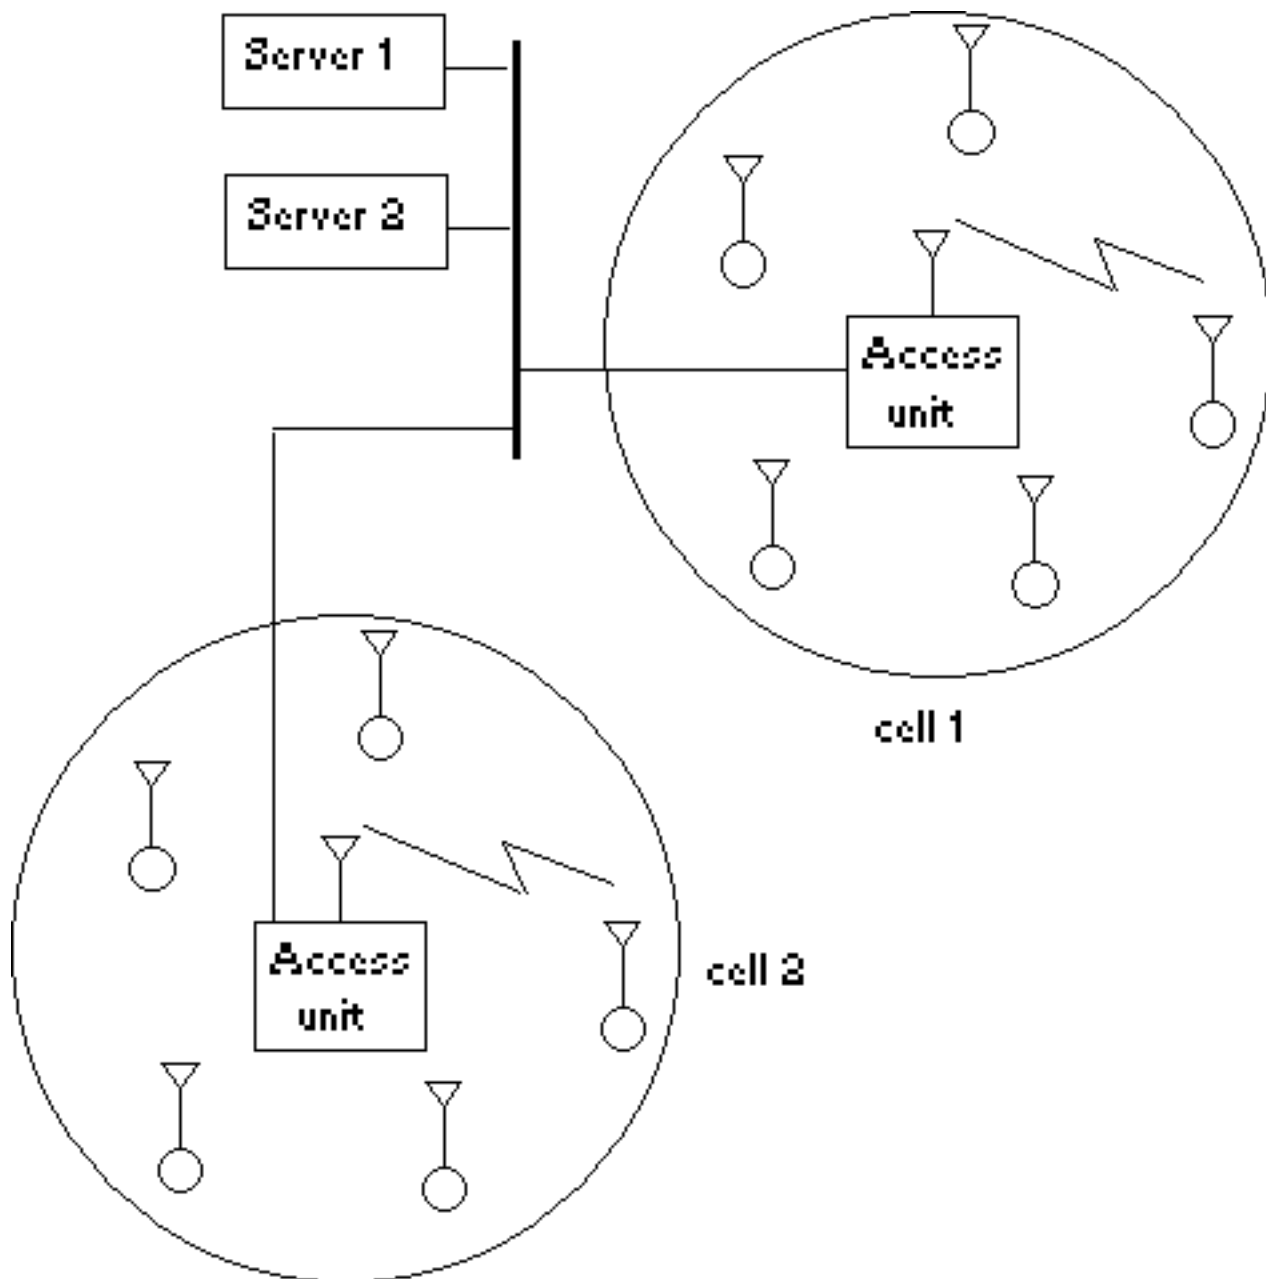 Server 1
Server 2
Access
unit
cell 1
Access
unit
cell 2